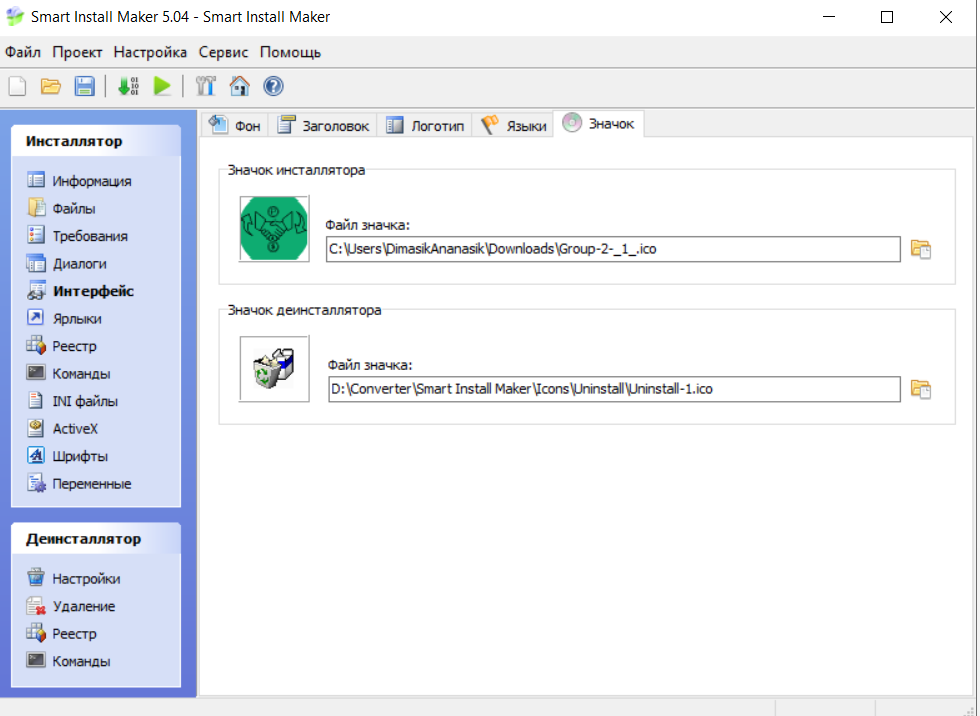 Smart Install Maker 5.04 - Smart Install Maker
Файл Проект Настройка Сервис Помощь
Инсталлятор
Информация
Файлы
Требования
Диалоги
Интерфейс
Ярлыки
Реестр
Команды
INI файлы
ActiveX
Шрифты
Переменные
Деинсталлятор
Настройки
Удаление
Реестр
Команды
Фон Заголовок Логотип Языки Значок
Значок инсталлятора
Файл значка:
C:\Users\DimasikAnanasik\Downloads\Group-2-_1_.ico
Значок деинсталлятора
Файл значка:
D:\Converter\Smart Install Maker\Icons\Uninstall\Uninstall-1.ico